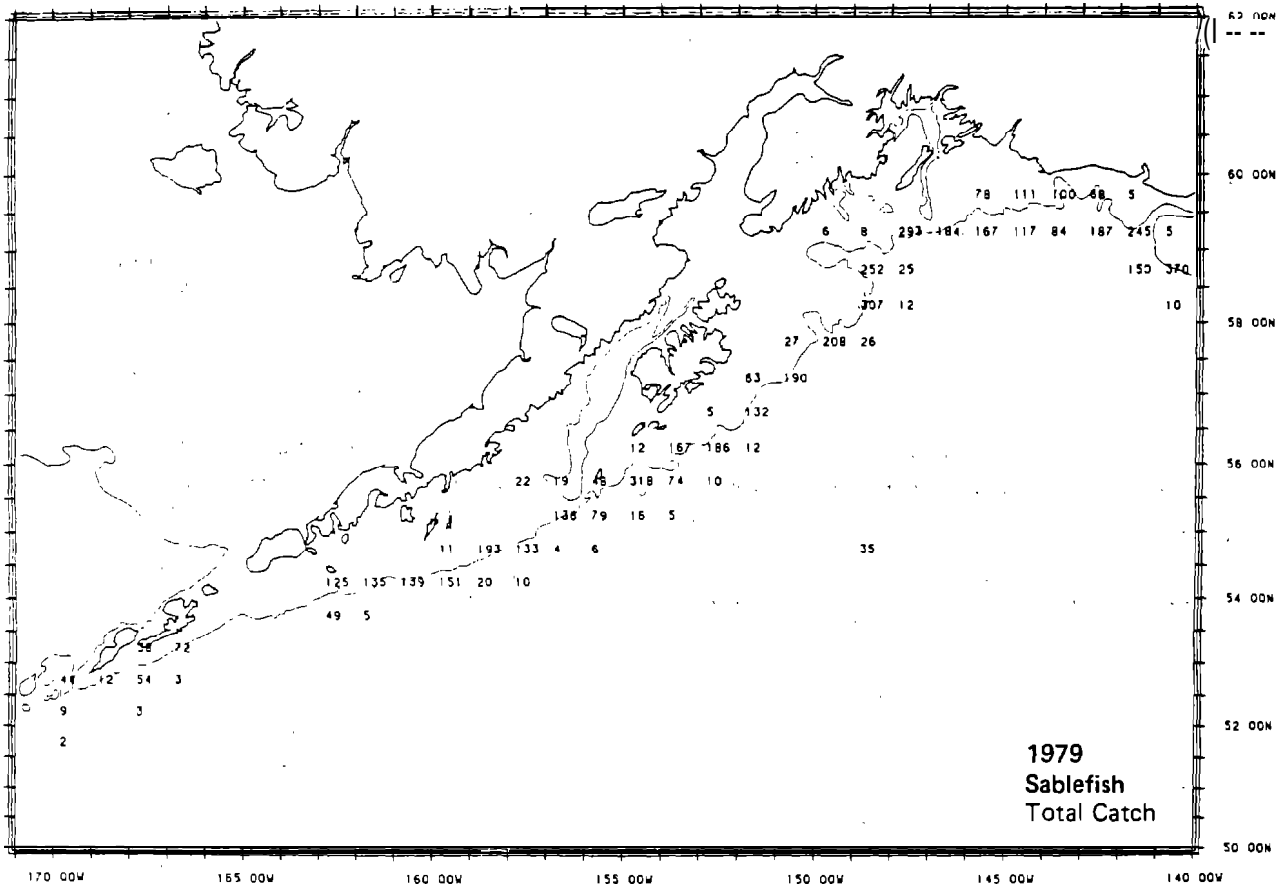 62 00N
78 111 100 68 5
60 00N
6 8 293 184 167 117 84 187 245 5
252 25 150 370
307 12 10
58 00N
27 208 26
63 190
5 132
12 167 186 12
56 00N
22 19 48 318 74 10
136 79 16 5
11 193 133 4 6 35
125 135 139 151 20 10
54 00N
49 5
72
12 54 3
9 3
52 00N
2
1979
Sablefish
Total Catch
50 00N
170 00W 165 00W 160 00W 155 00W 150 00W 145 00W 140 00W